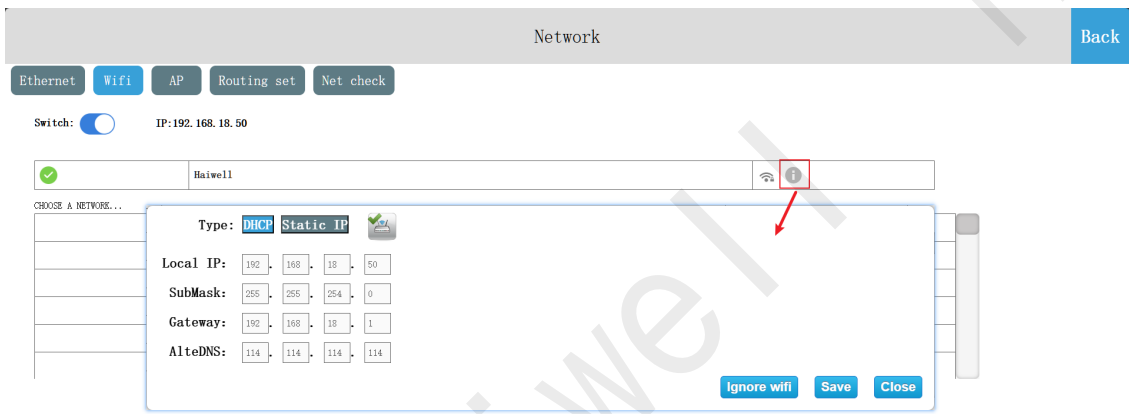 Network
Back
Ethernet Wifi AP Routing set Net check
Switch: IP:192.168.18.50
Haiwell
CHOOSE A NETWORK...
Type: DHCP Static IP
Local IP: 192 . 168 . 18 . 50
SubMask: 255 . 255 . 254 . 0
Gateway: 192 . 168 . 18 . 1
AlteDNS: 114 . 114 . 114 . 114
Ignore wifi Save Close